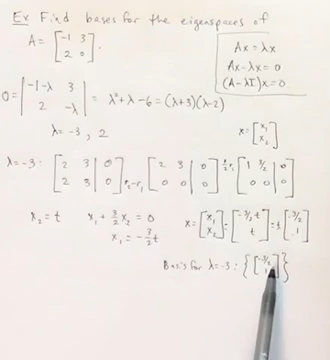 Ex Find bases for the eigenspaces of
A = [-1 3; 2 0].
Ax = λx
Ax - λx = 0
(A - λI)x = 0
0 = |-1-λ 3; 2 -λ| = λ² + λ - 6 = (λ+3)(λ-2)
λ = -3, 2
x = [x₁; x₂]
λ = -3: [2 3 | 0; 2 3 | 0] r₂-r₁ [2 3 | 0; 0 0 | 0] ½r₁ [1 3/2 | 0; 0 0 | 0]
x₂ = t x₁ + 3/2 x₂ = 0 x = [x₁; x₂] = [-3/2 t; t] = t [-3/2; 1]
x₁ = -3/2 t
Basis for λ = -3: {[-3/2; 1]}